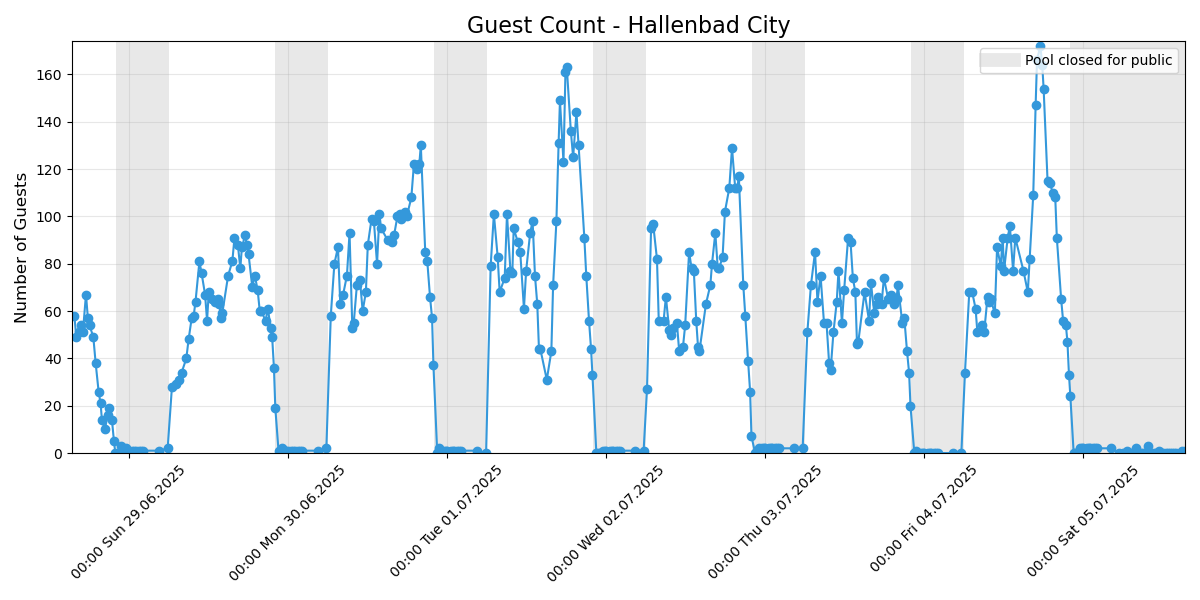 Guest Count - Hallenbad City
Pool closed for public
Number of Guests
160
140
120
100
80
60
40
20
0
00:00 Sun 29.06.2025
00:00 Mon 30.06.2025
00:00 Tue 01.07.2025
00:00 Wed 02.07.2025
00:00 Thu 03.07.2025
00:00 Fri 04.07.2025
00:00 Sat 05.07.2025